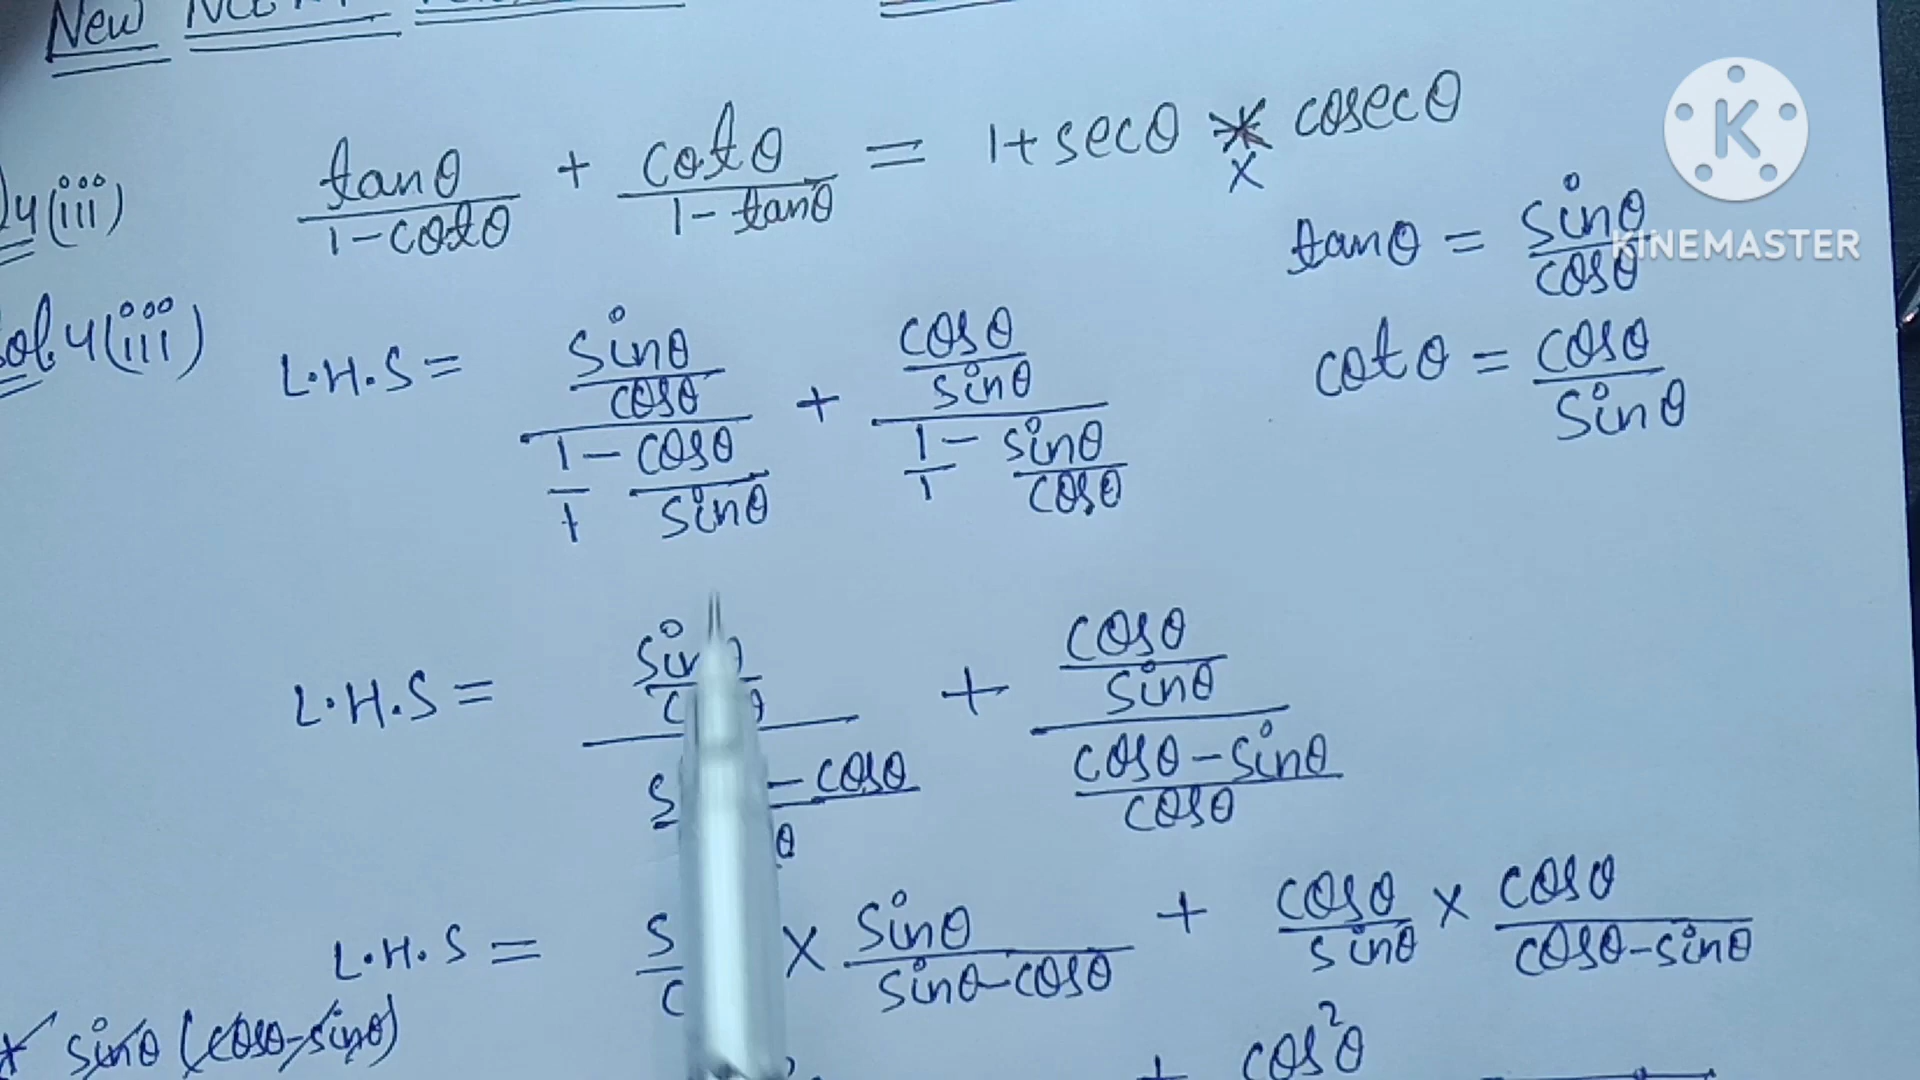 New
4(iii) tanθ/1-cotθ + cotθ/1-tanθ = 1+secθ × cosecθ
tanθ = sinθ/cosθ
cotθ = cosθ/sinθ
Sol 4(iii) L.H.S = sinθ/cosθ / 1/1 - cosθ/sinθ + cosθ/sinθ / 1/1 - sinθ/cosθ
L.H.S = sinθ / - cosθ + cosθ/sinθ / cosθ-sinθ/cosθ
L.H.S = × sinθ/sinθ-cosθ + cosθ/sinθ × cosθ/cosθ-sinθ
sinθ (cosθ-sinθ)
+ cos²θ
K
KINEMASTER